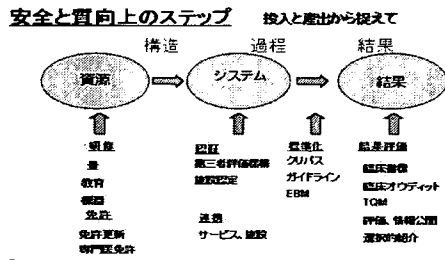 安全と質向上のステップ 投入と産出から捉えて
構造 過程 結果
資源 システム 結果
研修
量
教育
機器
免許
免許更新
専門医免許
認証
第三者評価機構
施設認定
連携
サービス、施設
標準化
クリパス
ガイドライン
EBM
結果評価
臨床指標
臨床オウディット
TQM
評価、情報公開
選択的紹介